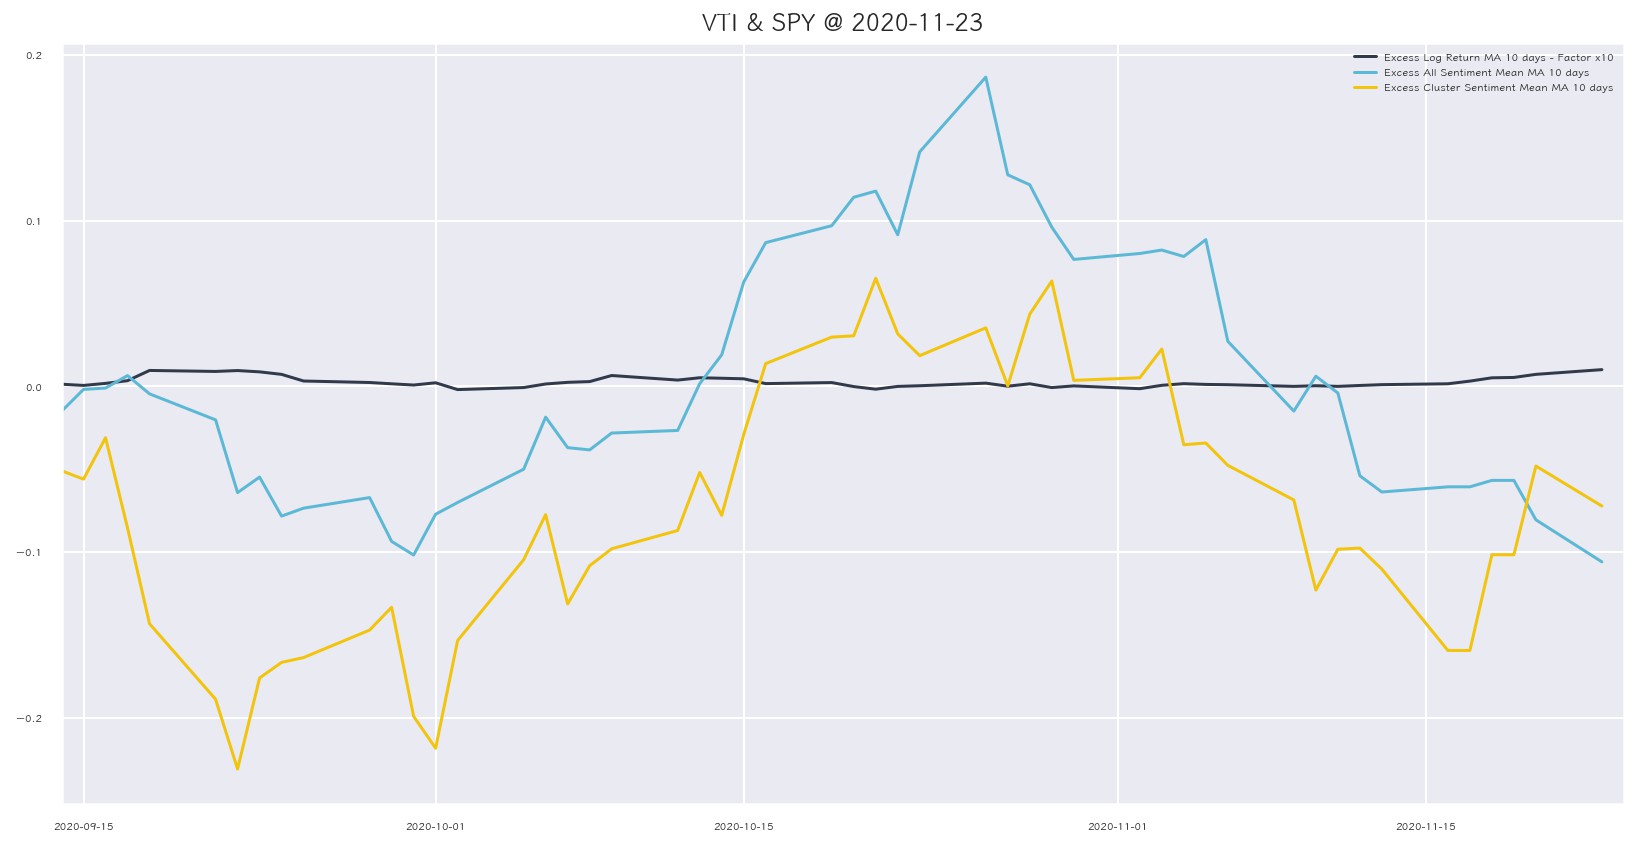 VTI & SPY @ 2020-11-23
Excess Log Return MA 10 days - Factor x10
Excess All Sentiment Mean MA 10 days
Excess Cluster Sentiment Mean MA 10 days
0.2
0.1
0.0
−0.1
−0.2
2020-09-15 2020-10-01 2020-10-15 2020-11-01 2020-11-15